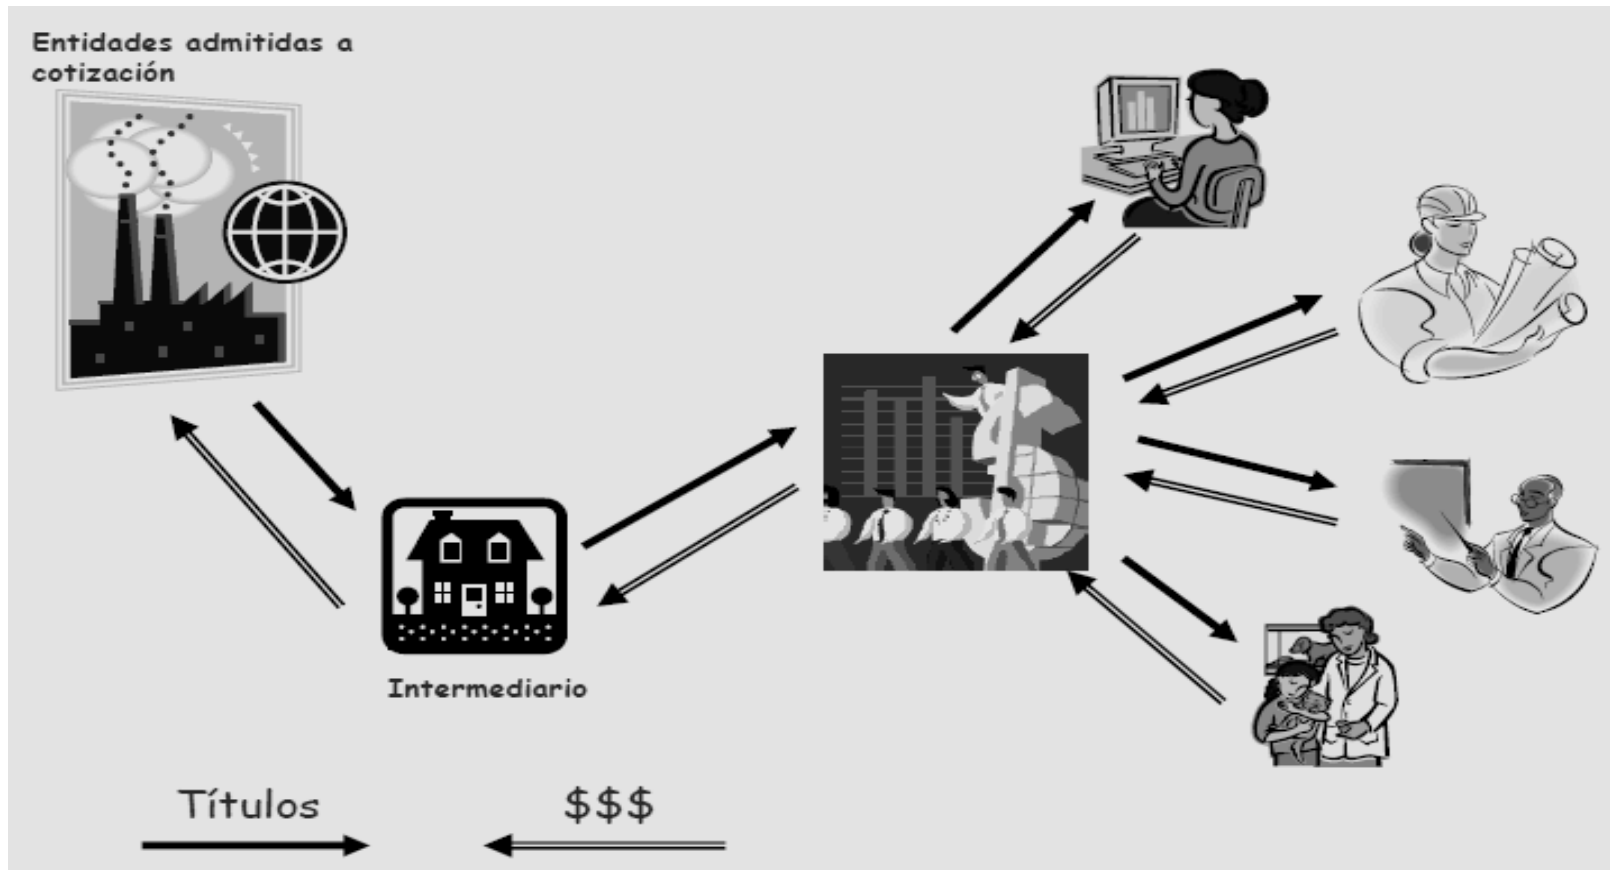 Entidades admitidas a
cotización
Intermediario
Títulos
$$$